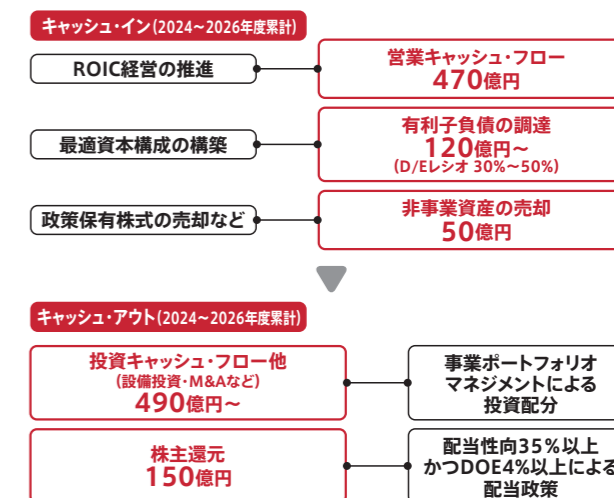 キャッシュ・イン(2024～2026年度累計)
ROIC経営の推進
営業キャッシュ・フロー
470億円
最適資本構成の構築
有利子負債の調達
120億円～
(D/Eレシオ 30%～50%)
政策保有株式の売却など
非事業資産の売却
50億円
キャッシュ・アウト(2024～2026年度累計)
投資キャッシュ・フロー他
(設備投資・M&Aなど)
490億円～
事業ポートフォリオ
マネジメントによる
投資配分
株主還元
150億円
配当性向35%以上
かつDOE4%以上による
配当政策